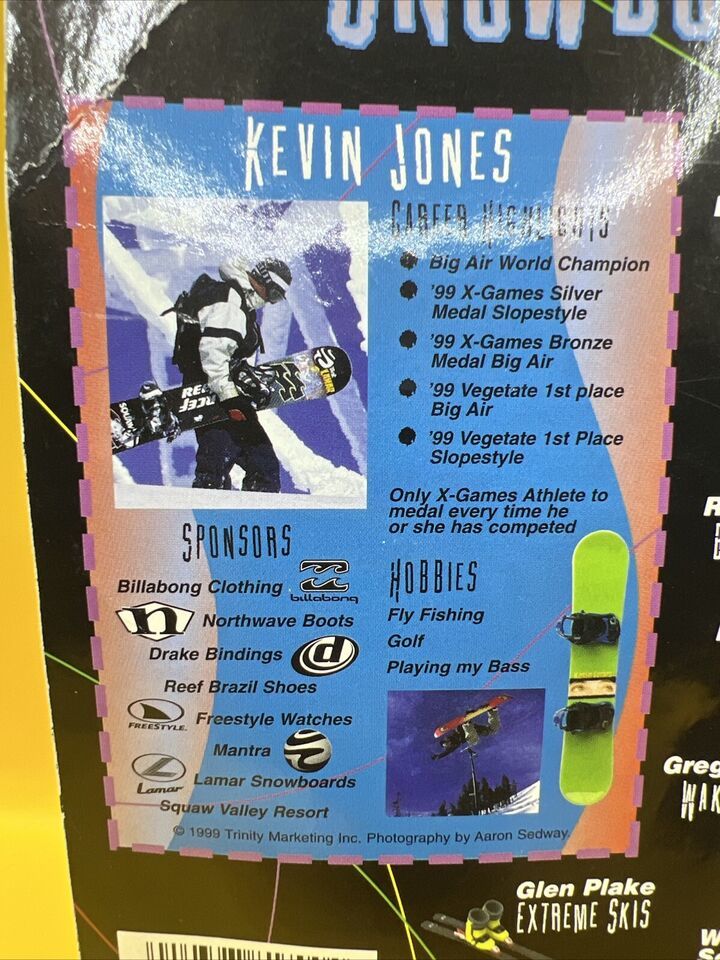 KEVIN JONES
CAREER HIGHLIGHTS
Big Air World Champion
'99 X-Games Silver
Medal Slopestyle
'99 X-Games Bronze
Medal Big Air
'99 Vegetate 1st place
Big Air
'99 Vegetate 1st Place
Slopestyle
Only X-Games Athlete to
medal every time he
or she has competed
SPONSORS
Billabong Clothing
billabong
n Northwave Boots
Drake Bindings d
Reef Brazil Shoes
FREESTYLE. Freestyle Watches
Mantra
Lamar Lamar Snowboards
Squaw Valley Resort
HOBBIES
Fly Fishing
Golf
Playing my Bass
© 1999 Trinity Marketing Inc. Photography by Aaron Sedway.
REEF
Greg
WAK
Glen Plake
EXTREME SKIS